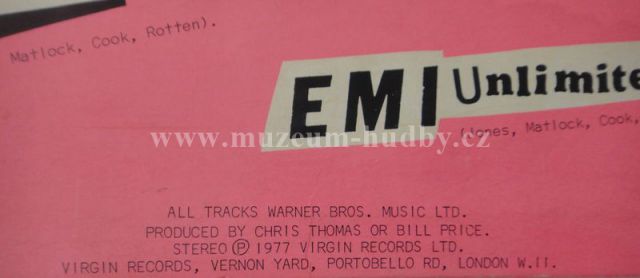 Matlock, Cook, Rotten).
EMI Unlimite
(Jones, Matlock, Cook,
www.muzeum-hudby.cz
ALL TRACKS WARNER BROS. MUSIC LTD.
PRODUCED BY CHRIS THOMAS OR BILL PRICE.
STEREO Ⓟ 1977 VIRGIN RECORDS LTD.
VIRGIN RECORDS, VERNON YARD, PORTOBELLO RD, LONDON W.11.